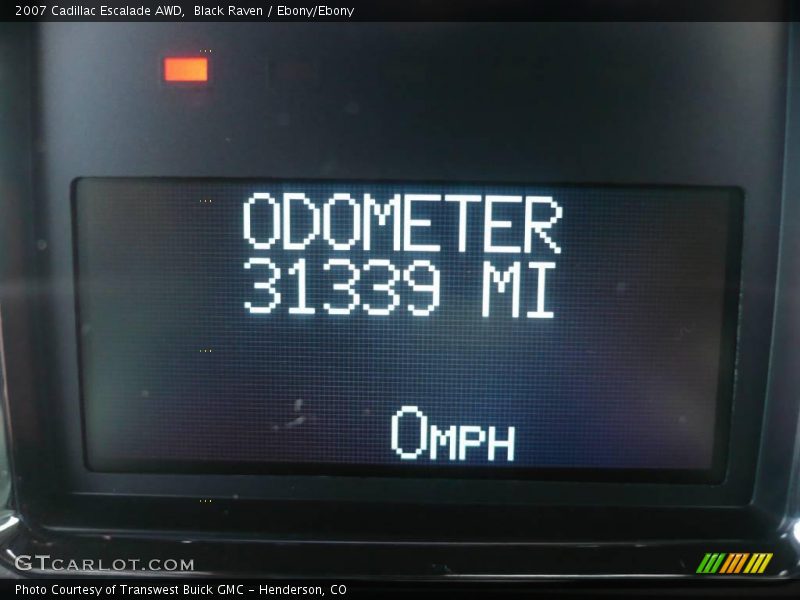 2007 Cadillac Escalade AWD,  Black Raven / Ebony/Ebony
ODOMETER
31339 MI
0MPH
GTCARLOT.COM
Photo Courtesy of Transwest Buick GMC - Henderson, CO